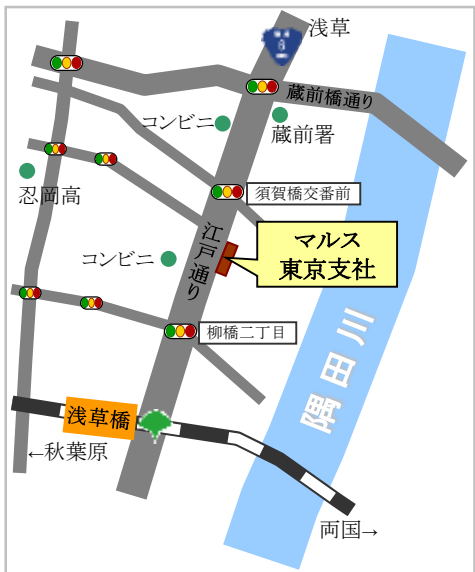 浅草
蔵前橋通り
コンビニ
蔵前署
忍岡高
須賀橋交番前
江戸通り
マルス
東京支社
コンビニ
柳橋二丁目
隅田川
浅草橋
←秋葉原
両国→